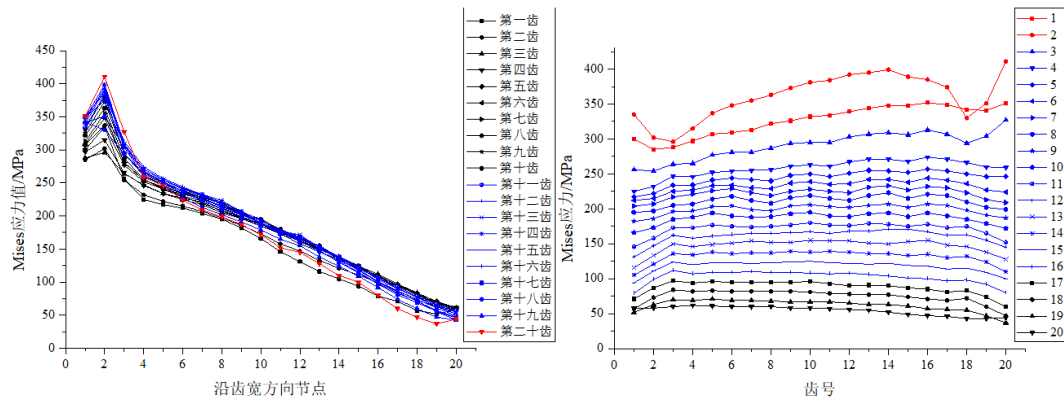 Mises应力值/MPa
450
400
350
300
250
200
150
100
50
0
0 2 4 6 8 10 12 14 16 18 20
沿齿宽方向节点
第一齿
第二齿
第三齿
第四齿
第五齿
第六齿
第七齿
第八齿
第九齿
第十齿
第十一齿
第十二齿
第十三齿
第十四齿
第十五齿
第十六齿
第十七齿
第十八齿
第十九齿
第二十齿
Mises应力/MPa
400
350
300
250
200
150
100
50
0
0 2 4 6 8 10 12 14 16 18 20
齿号
1
2
3
4
5
6
7
8
9
10
11
12
13
14
15
16
17
18
19
20